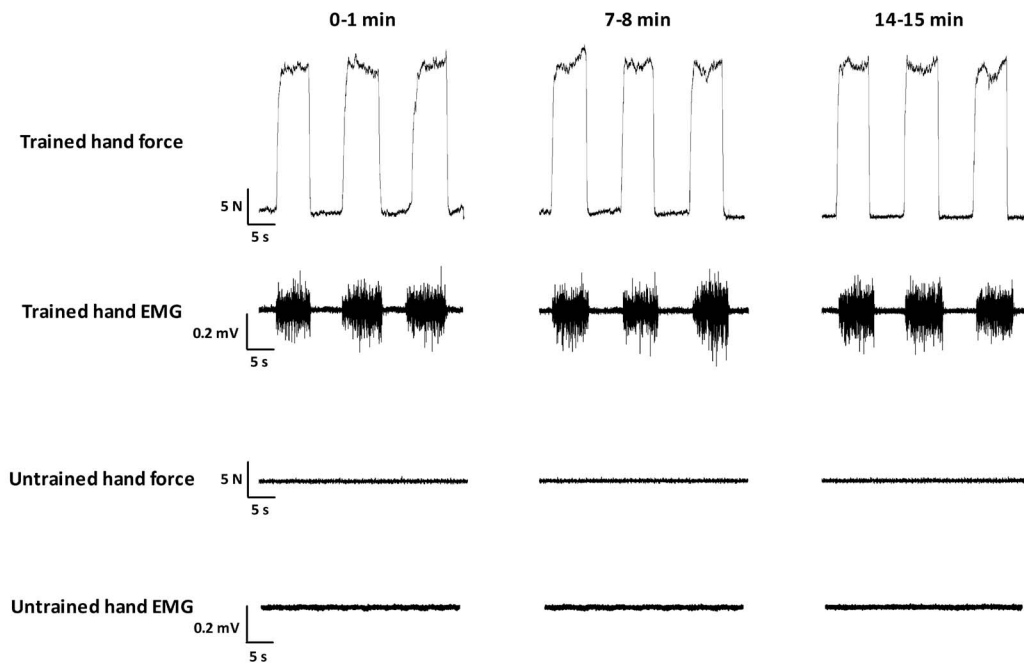 0-1 min 7-8 min 14-15 min
Trained hand force
5 N
5 s
Trained hand EMG
0.2 mV
5 s
Untrained hand force 5 N
5 s
Untrained hand EMG
0.2 mV
5 s